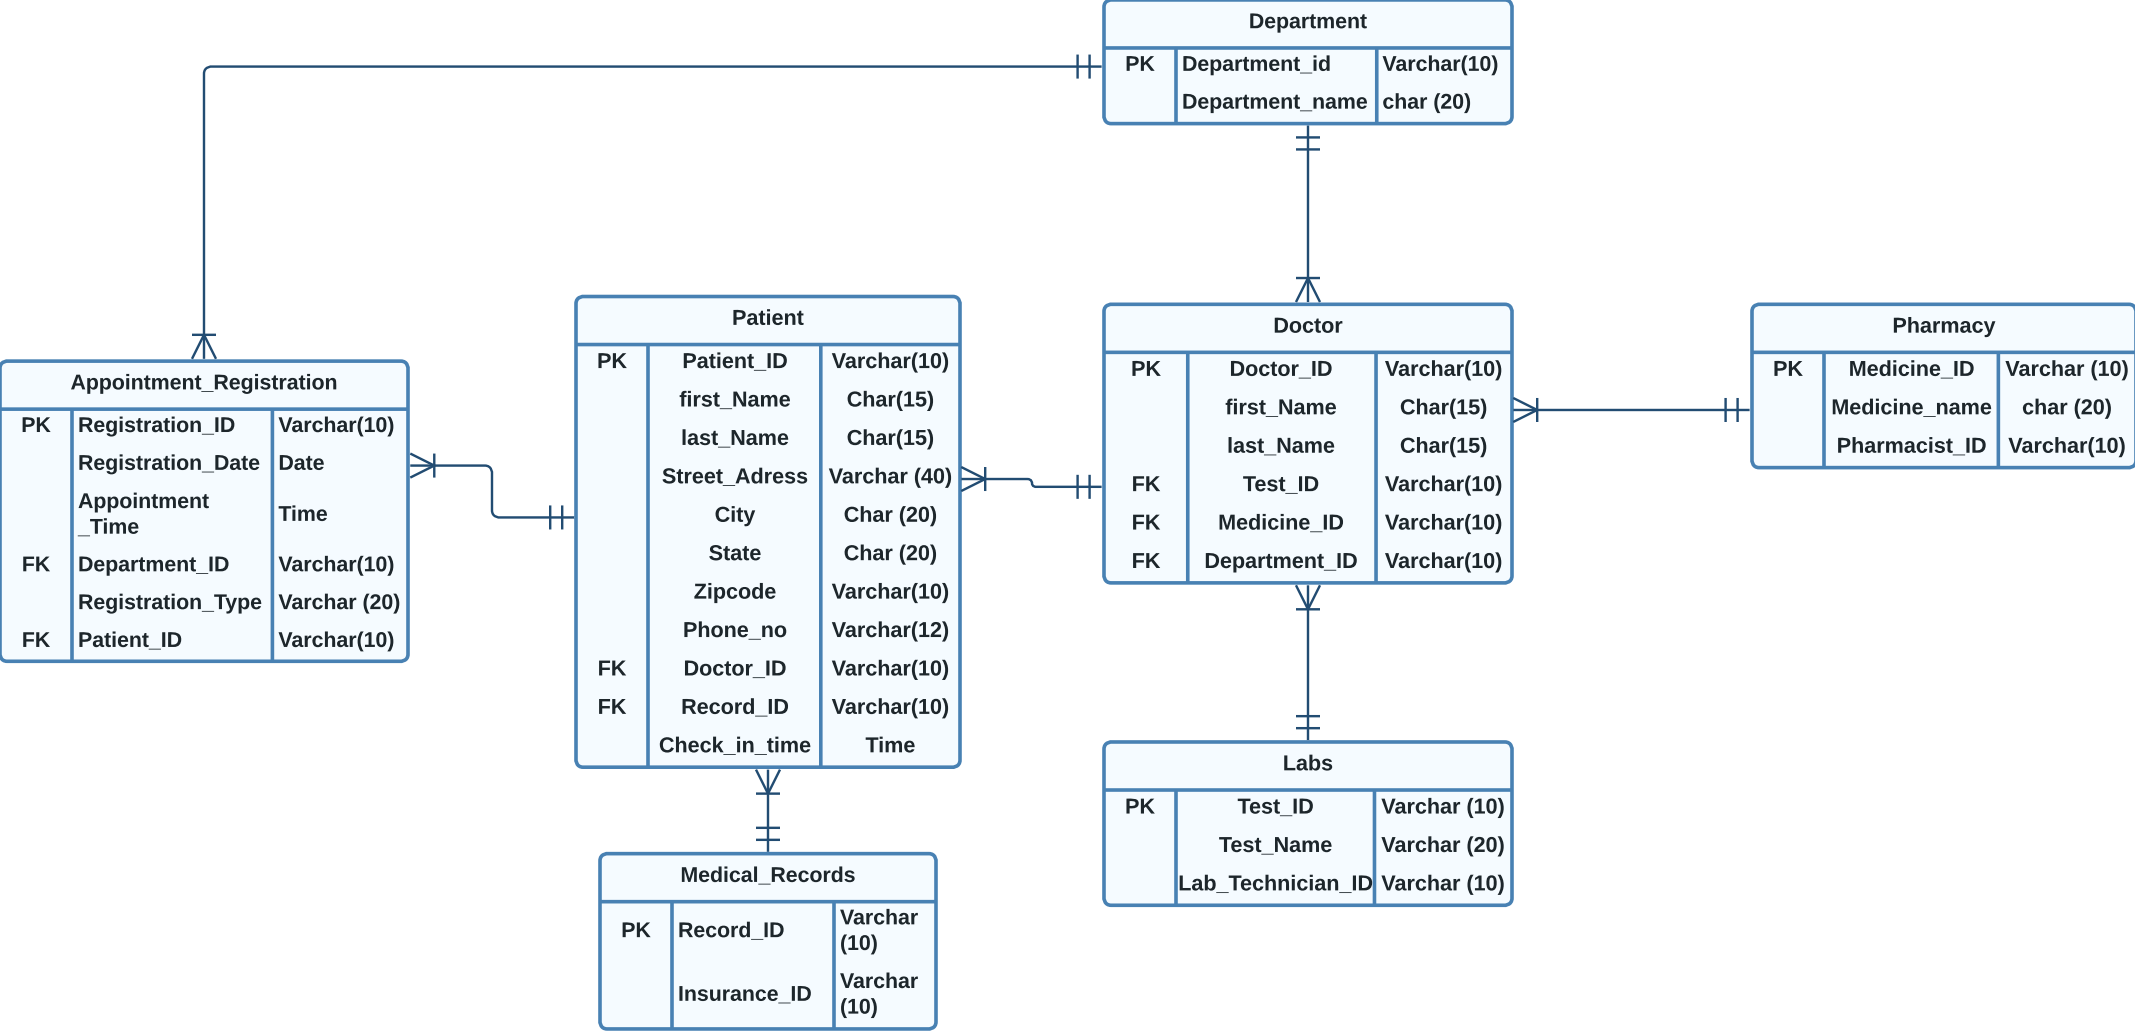 Department
PK Department_id Varchar(10)
Department_name char (20)
Appointment_Registration
PK Registration_ID Varchar(10)
Registration_Date Date
Appointment
_Time Time
FK Department_ID Varchar(10)
Registration_Type Varchar (20)
FK Patient_ID Varchar(10)
Patient
PK Patient_ID Varchar(10)
first_Name Char(15)
last_Name Char(15)
Street_Adress Varchar (40)
City Char (20)
State Char (20)
Zipcode Varchar(10)
Phone_no Varchar(12)
FK Doctor_ID Varchar(10)
FK Record_ID Varchar(10)
Check_in_time Time
Doctor
PK Doctor_ID Varchar(10)
first_Name Char(15)
last_Name Char(15)
FK Test_ID Varchar(10)
FK Medicine_ID Varchar(10)
FK Department_ID Varchar(10)
Pharmacy
PK Medicine_ID Varchar (10)
Medicine_name char (20)
Pharmacist_ID Varchar(10)
Labs
PK Test_ID Varchar (10)
Test_Name Varchar (20)
Lab_Technician_ID Varchar (10)
Medical_Records
PK Record_ID Varchar
(10)
Insurance_ID Varchar
(10)